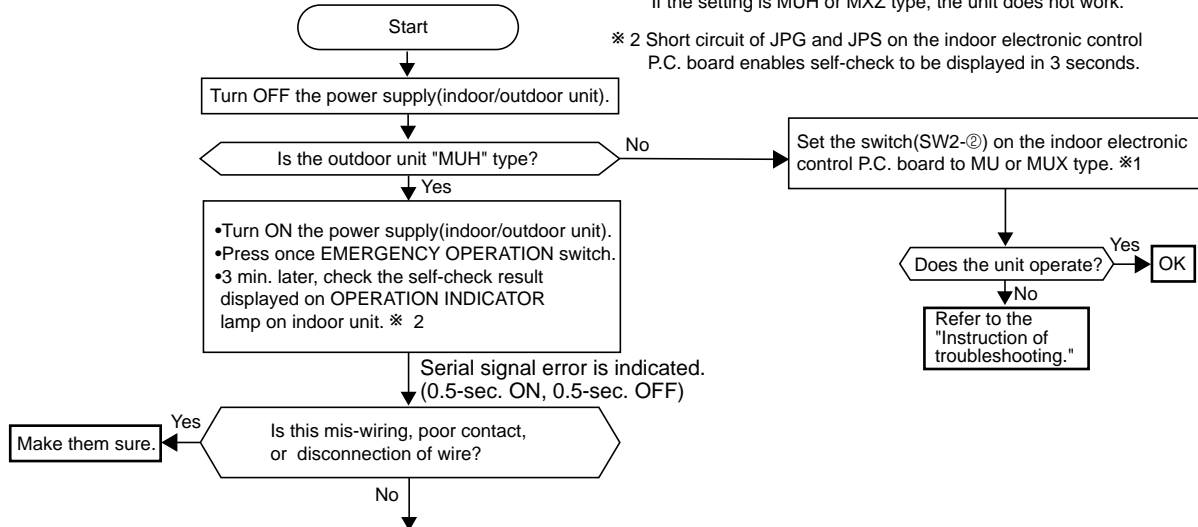 If the setting is MUH or MXZ type, the unit does not work.
※ 2 Short circuit of JPG and JPS on the indoor electronic control
P.C. board enables self-check to be displayed in 3 seconds.
Start
Turn OFF the power supply(indoor/outdoor unit).
Is the outdoor unit "MUH" type?
No
Yes
Set the switch(SW2-②) on the indoor electronic
control P.C. board to MU or MUX type. ※1
•Turn ON the power supply(indoor/outdoor unit).
•Press once EMERGENCY OPERATION switch.
•3 min. later, check the self-check result
displayed on OPERATION INDICATOR
lamp on indoor unit. ※ 2
Does the unit operate?
Yes
OK
No
Refer to the
"Instruction of
troubleshooting."
Serial signal error is indicated.
(0.5-sec. ON, 0.5-sec. OFF)
Is this mis-wiring, poor contact,
or disconnection of wire?
Yes
Make them sure.
No